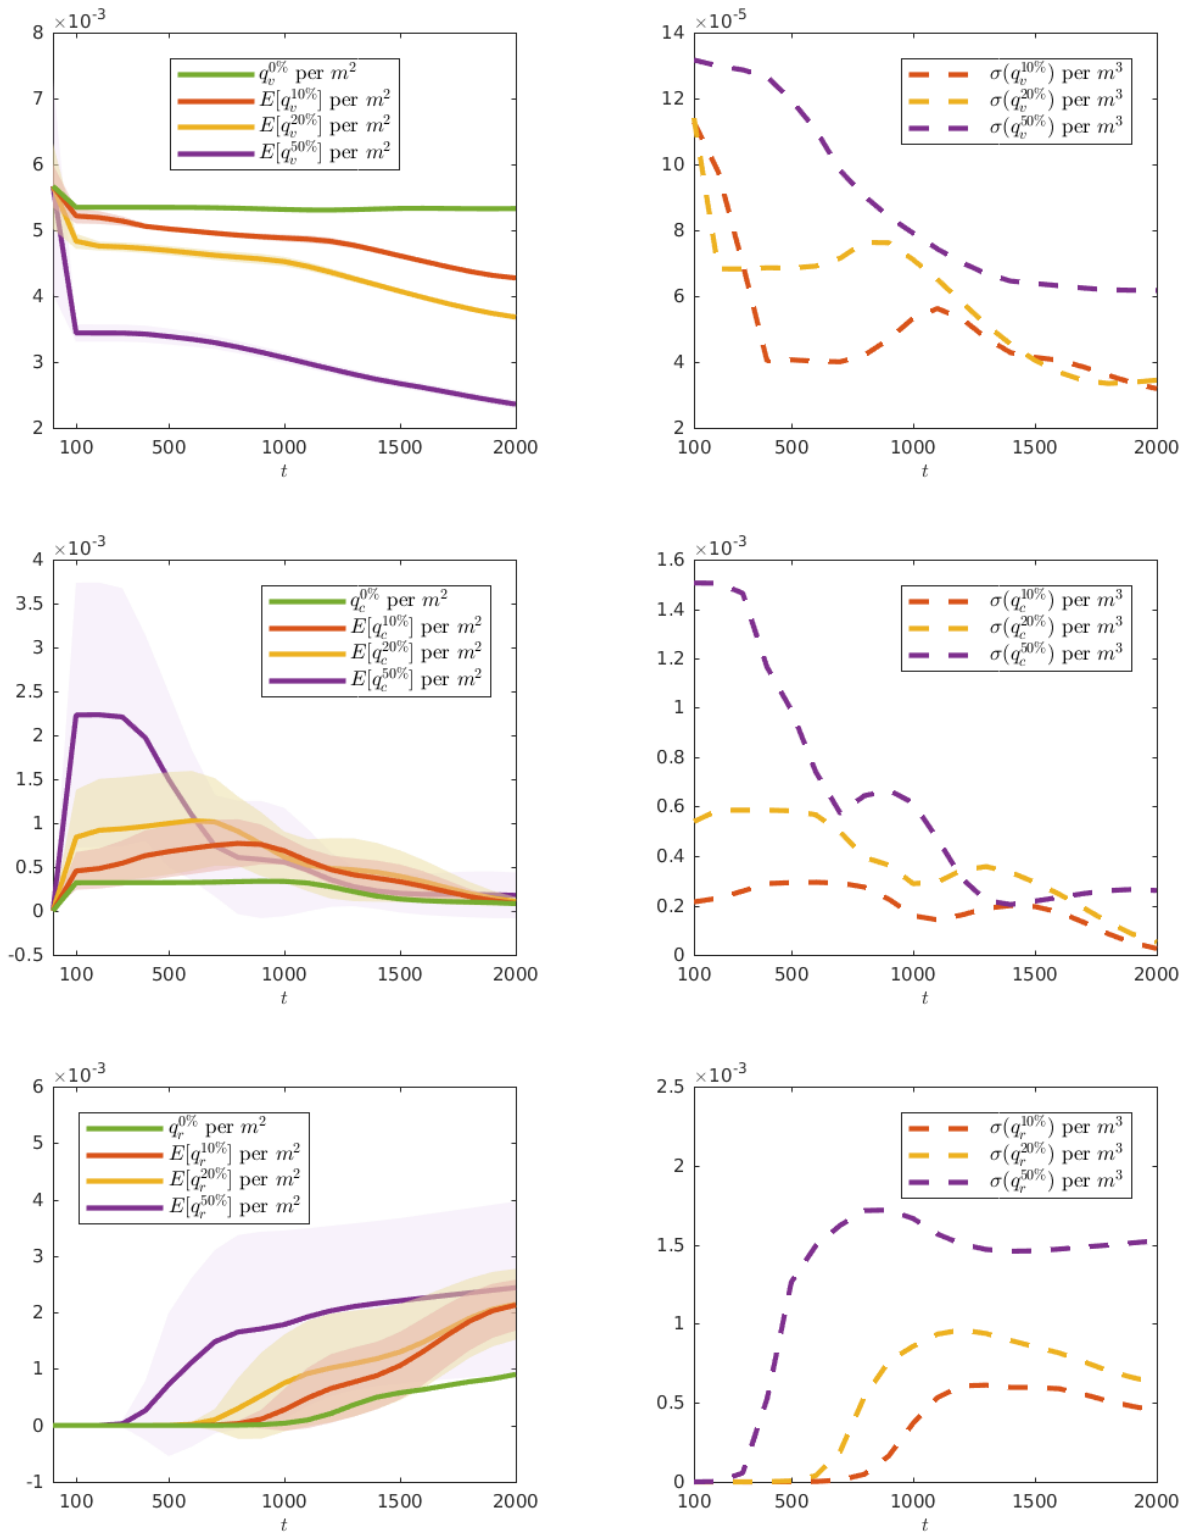 ×10⁻³
8
7
6
5
4
3
2
100 500 1000 1500 2000
t
q_v^{0%} per m²
E[q_v^{10%}] per m²
E[q_v^{20%}] per m²
E[q_v^{50%}] per m²
×10⁻⁵
14
12
10
8
6
4
2
100 500 1000 1500 2000
t
σ(q_v^{10%}) per m³
σ(q_v^{20%}) per m³
σ(q_v^{50%}) per m³
×10⁻³
4
3.5
3
2.5
2
1.5
1
0.5
0
-0.5
100 500 1000 1500 2000
t
q_c^{0%} per m²
E[q_c^{10%}] per m²
E[q_c^{20%}] per m²
E[q_c^{50%}] per m²
×10⁻³
1.6
1.4
1.2
1
0.8
0.6
0.4
0.2
0
100 500 1000 1500 2000
t
σ(q_c^{10%}) per m³
σ(q_c^{20%}) per m³
σ(q_c^{50%}) per m³
×10⁻³
6
5
4
3
2
1
0
-1
100 500 1000 1500 2000
t
q_r^{0%} per m²
E[q_r^{10%}] per m²
E[q_r^{20%}] per m²
E[q_r^{50%}] per m²
×10⁻³
2.5
2
1.5
1
0.5
0
100 500 1000 1500 2000
t
σ(q_r^{10%}) per m³
σ(q_r^{20%}) per m³
σ(q_r^{50%}) per m³